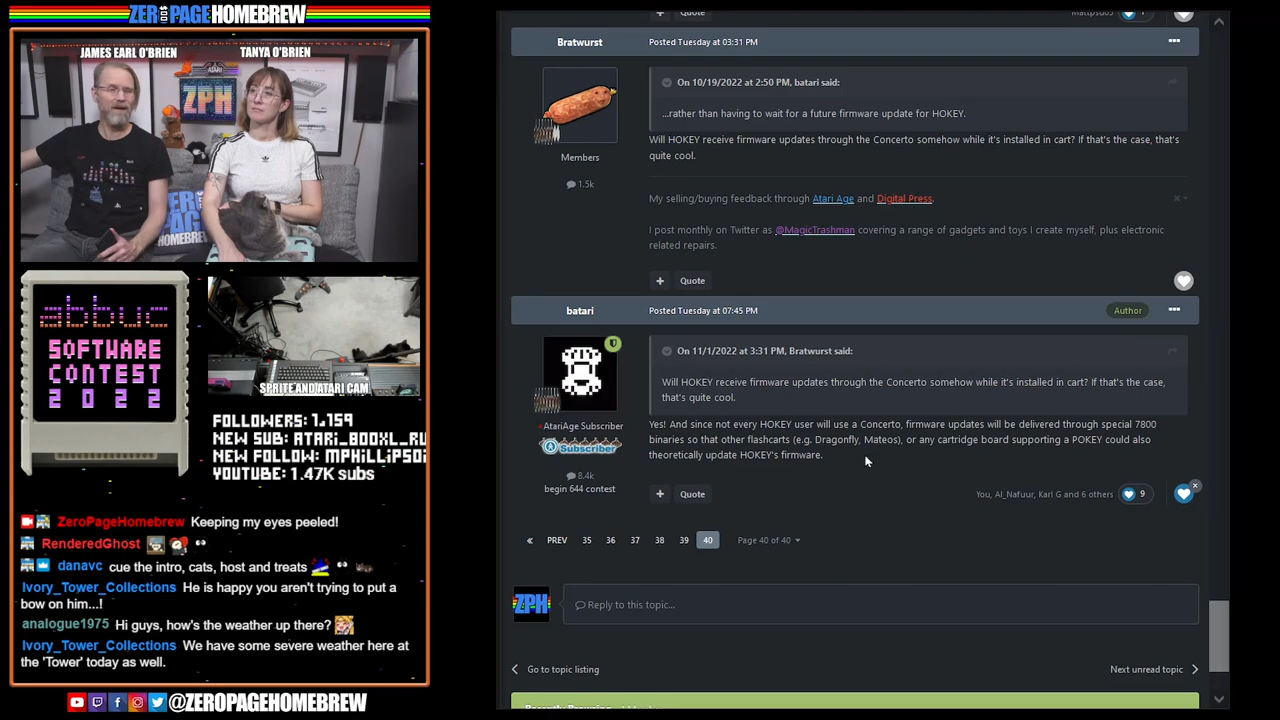 ZEROPAGE HOMEBREW
JAMES EARL O'BRIEN
TANYA O'BRIEN
ATARI
ZPH
ZERO PAGE
HOMEBREW
abbuc
SOFTWARE
CONTEST
2022
SPRITE AND ATARI CAM
FOLLOWERS: 1,159
NEW SUB: ATARI_800XL_RU
NEW FOLLOW: MPHILLIPSO
YOUTUBE: 1.47K subs
ZeroPageHomebrew Keeping my eyes peeled!
RenderedGhost
danavc cue the intro, cats, host and treats
Ivory_Tower_Collections He is happy you aren't trying to put a
bow on him...!
analogue1975 Hi guys, how's the weather up there?
Ivory_Tower_Collections We have some severe weather here at
the 'Tower' today as well.
@ZEROPAGEHOMEBREW
Quote
Mattpsu05
Bratwurst
Posted Tuesday at 03:31 PM
On 10/19/2022 at 2:50 PM, batari said:
...rather than having to wait for a future firmware update for HOKEY.
Will HOKEY receive firmware updates through the Concerto somehow while it's installed in cart? If that's the case, that's
quite cool.
Members
1.5k
My selling/buying feedback through Atari Age and Digital Press.
I post monthly on Twitter as @MagicTrashman covering a range of gadgets and toys I create myself, plus electronic
related repairs.
+ Quote
batari
Posted Tuesday at 07:45 PM
Author
On 11/1/2022 at 3:31 PM, Bratwurst said:
Will HOKEY receive firmware updates through the Concerto somehow while it's installed in cart? If that's the case,
that's quite cool.
Yes! And since not every HOKEY user will use a Concerto, firmware updates will be delivered through special 7800
binaries so that other flashcarts (e.g. Dragonfly, Mateos), or any cartridge board supporting a POKEY could also
theoretically update HOKEY's firmware.
AtariAge Subscriber
Subscriber
8.4k
begin 644 contest
+ Quote
You, Al_Nafuur, Karl G and 6 others 9
« PREV 35 36 37 38 39 40 Page 40 of 40
ZPH
Reply to this topic...
Go to topic listing
Next unread topic